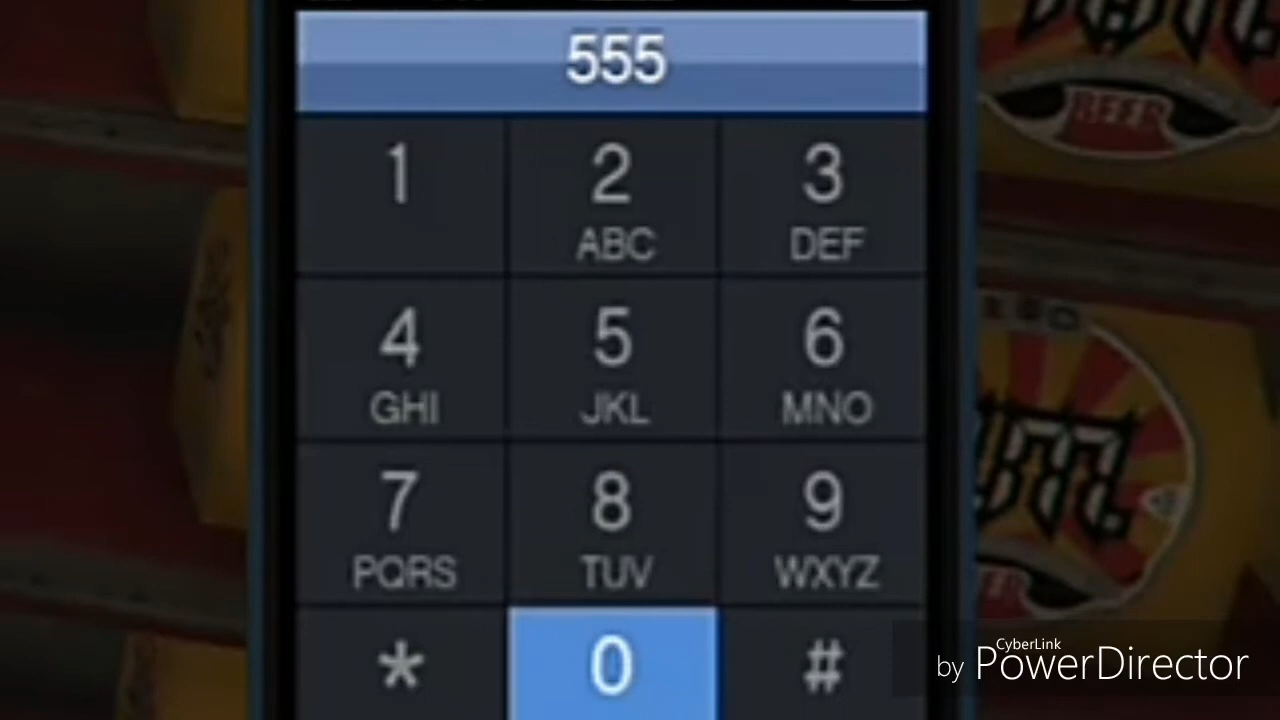 555
1 2 3
ABC DEF
4 5 6
GHI JKL MNO
7 8 9
PQRS TUV WXYZ
* 0 #
BEER
CyberLink
by PowerDirector